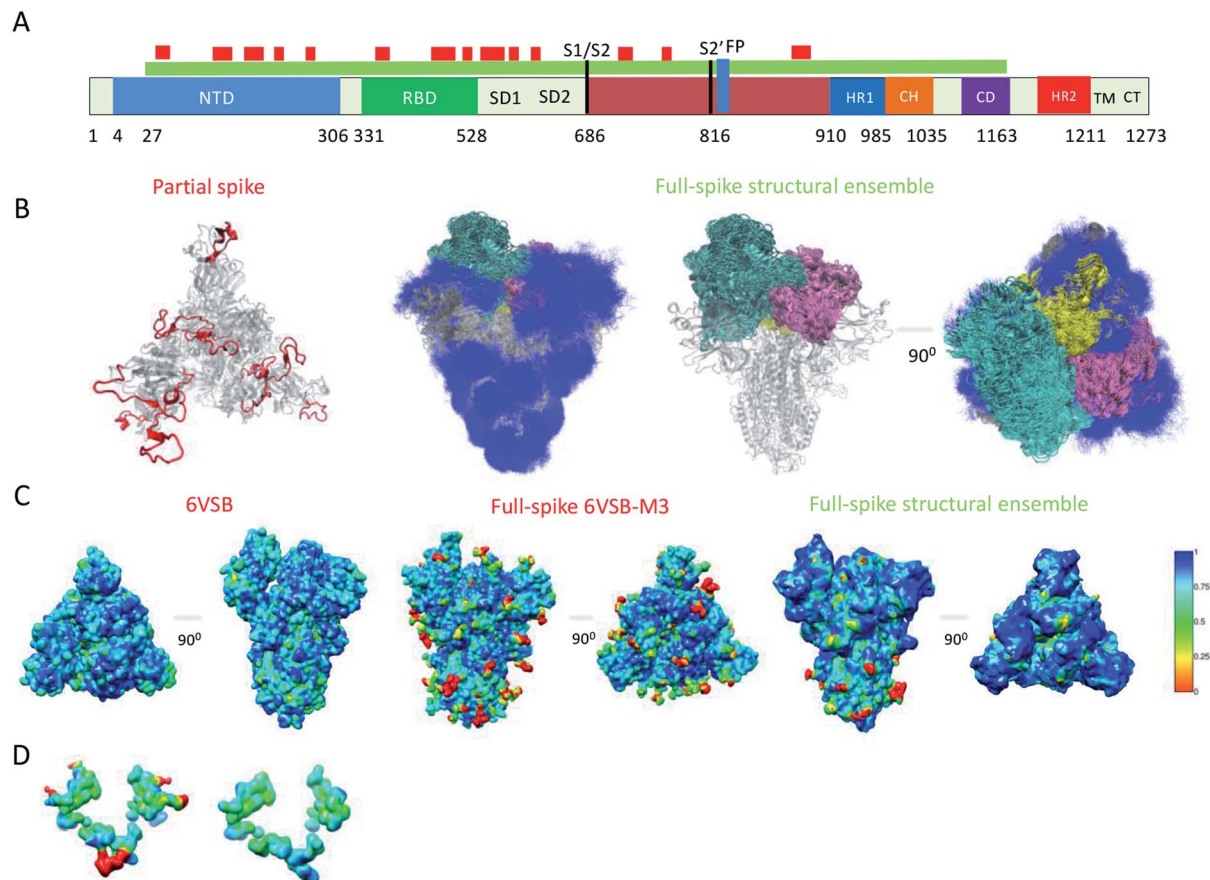 A
S1/S2
S2’FP
NTD
RBD
SD1
SD2
HR1
CH
CD
HR2
TM
CT
1 4 27 306 331 528 686 816 910 985 1035 1163 1211 1273
Partial spike
Full-spike structural ensemble
B
90⁰
C
6VSB
Full-spike 6VSB-M3
Full-spike structural ensemble
90⁰
90⁰
90⁰
1
0.75
0.5
0.25
0
D